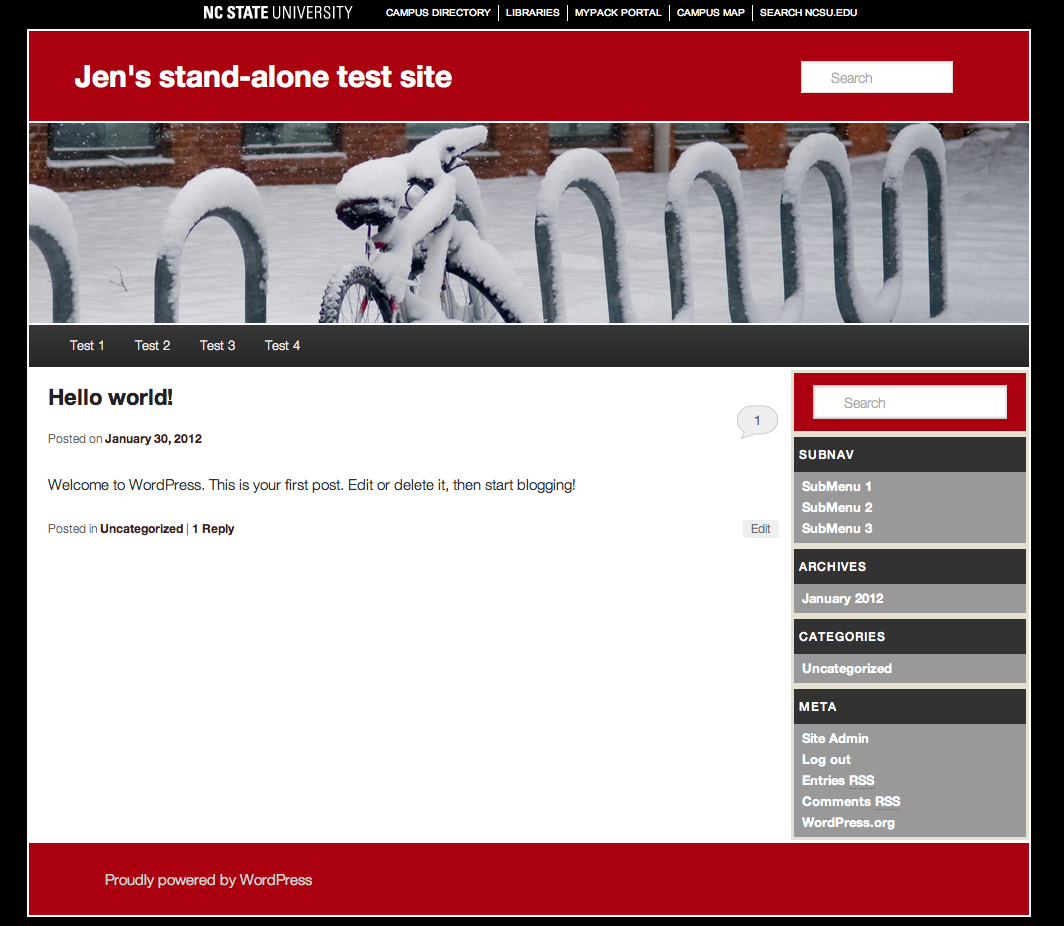 NC STATE UNIVERSITY CAMPUS DIRECTORY LIBRARIES MYPACK PORTAL CAMPUS MAP SEARCH NCSU.EDU
Jen's stand-alone test site
Search
Test 1 Test 2 Test 3 Test 4
Hello world!
1
Posted on January 30, 2012
Welcome to WordPress. This is your first post. Edit or delete it, then start blogging!
Posted in Uncategorized | 1 Reply
Edit
Search
SUBNAV
SubMenu 1
SubMenu 2
SubMenu 3
ARCHIVES
January 2012
CATEGORIES
Uncategorized
META
Site Admin
Log out
Entries RSS
Comments RSS
WordPress.org
Proudly powered by WordPress